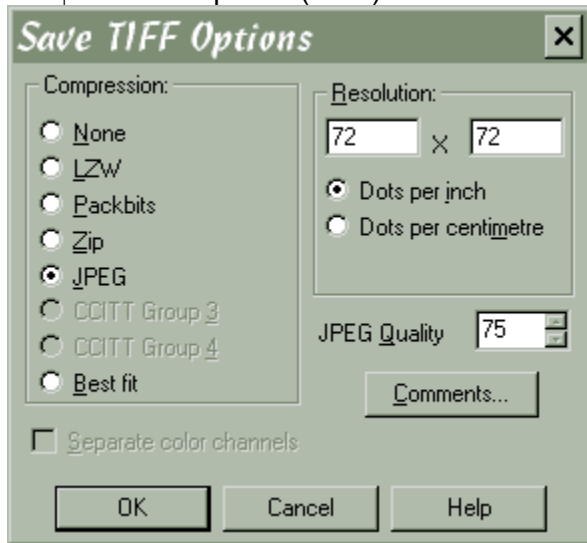 Save TIFF Options
Compression:
None
LZW
Packbits
Zip
JPEG
CCITT Group 3
CCITT Group 4
Best fit
Separate color channels
Resolution:
72 x 72
Dots per inch
Dots per centimetre
JPEG Quality 75
Comments...
OK Cancel Help